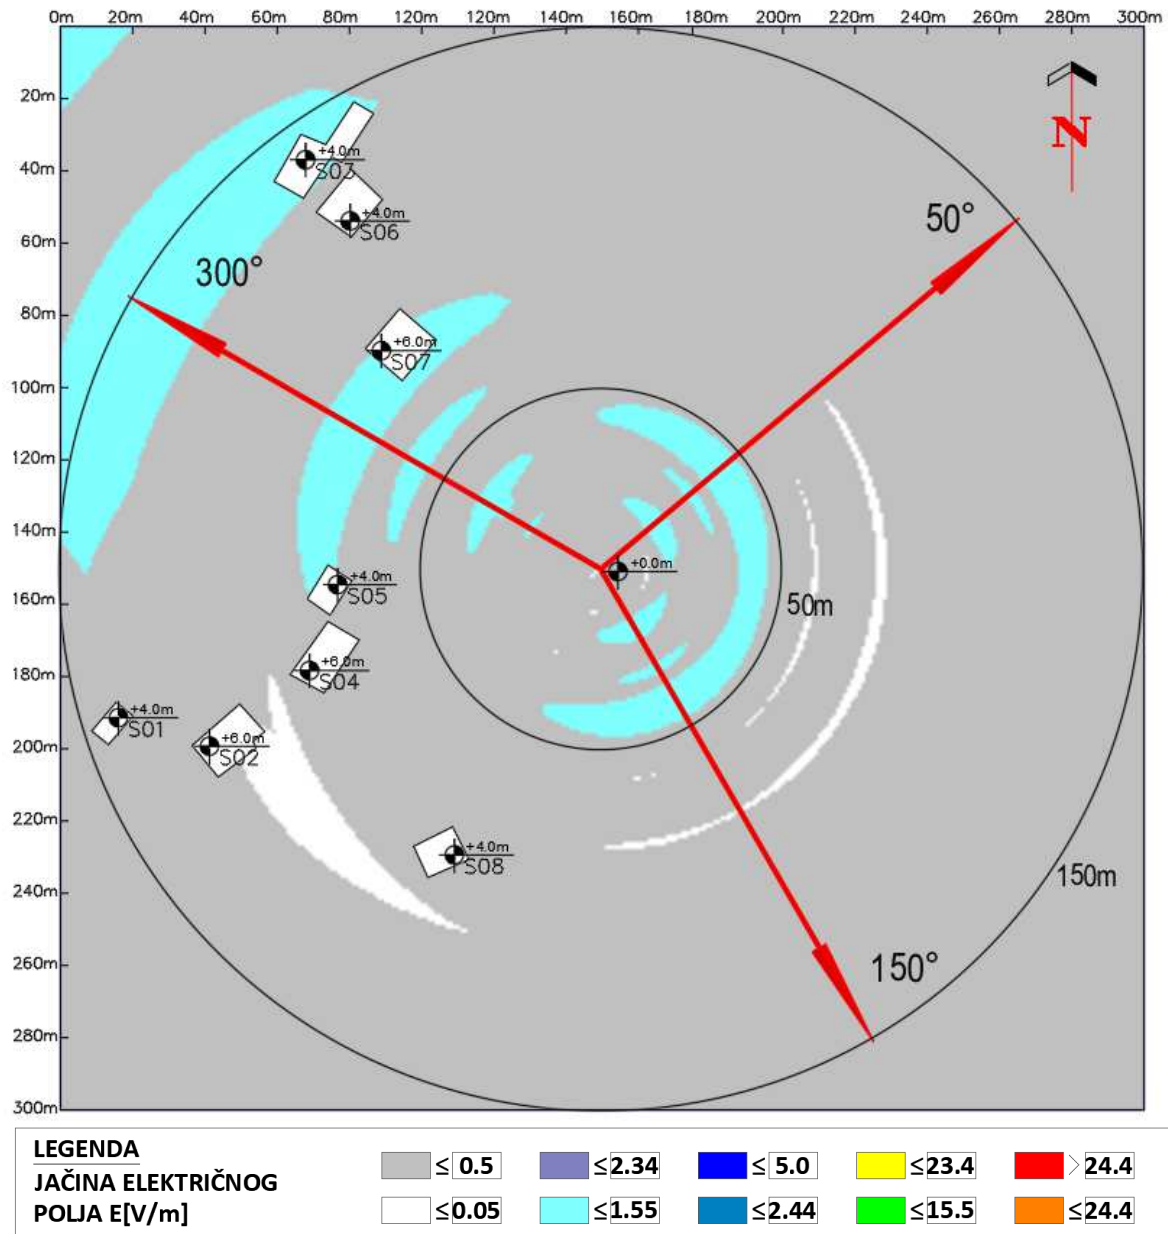 0m 20m 40m 60m 80m 120m 100m 120m 140m 160m 180m 200m 220m 240m 260m 280m 300m
20m
40m
60m
80m
100m
120m
140m
160m
180m
200m
220m
240m
260m
280m
300m
N
+4.0m
S03
+4.0m
S06
50°
300°
+6.0m
S07
+0.0m
+4.0m
S05
50m
+6.0m
S04
+4.0m
S01
+6.0m
S02
+4.0m
S08
150m
150°
LEGENDA
JAČINA ELEKTRIČNOG
POLJA E[V/m]
≤ 0.5 ≤2.34 ≤ 5.0 ≤23.4 >24.4
≤0.05 ≤1.55 ≤2.44 ≤15.5 ≤24.4